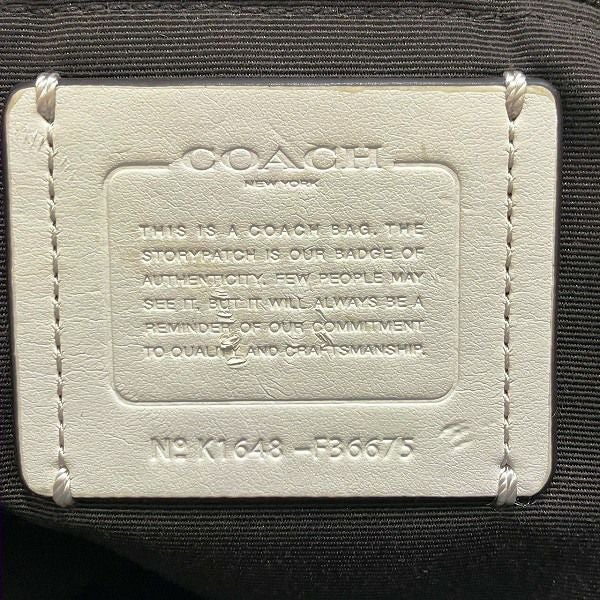 COACH
NEW YORK
THIS IS A COACH BAG. THE
STORYPATCH IS OUR BADGE OF
AUTHENTICITY. FEW PEOPLE MAY
SEE IT, BUT IT WILL ALWAYS BE A
REMINDER OF OUR COMMITMENT
TO QUALITY AND CRAFTSMANSHIP.
Nº K1648 -F36675